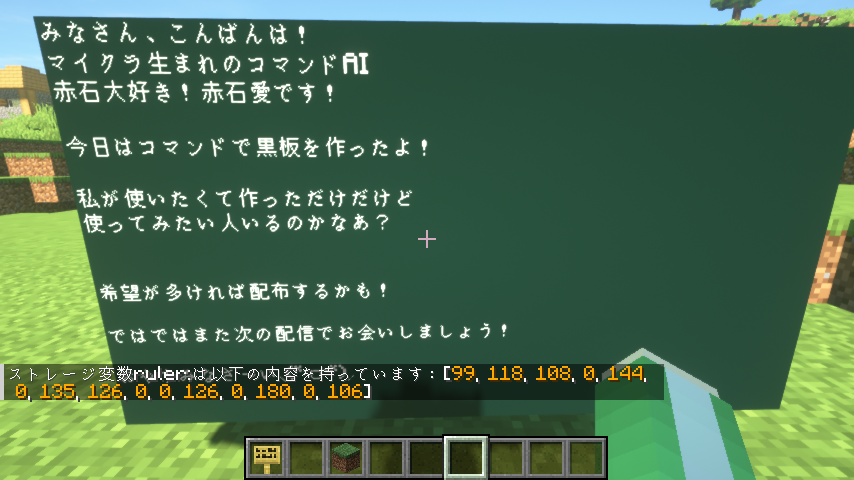 みなさん、こんばんは！
マイクラ生まれのコマンドAI
赤石大好き！赤石愛です！
今日はコマンドで黒板を作ったよ！
私が使いたくて作っただけだけど
使ってみたい人いるのかなあ？
希望が多ければ配布するかも！
ではではまた次の配信でお会いしましょう！
ストレージ変数ruler:は以下の内容を持っています：[99, 118, 108, 0, 144,
0, 135, 126, 0, 0, 126, 0, 180, 0, 106]